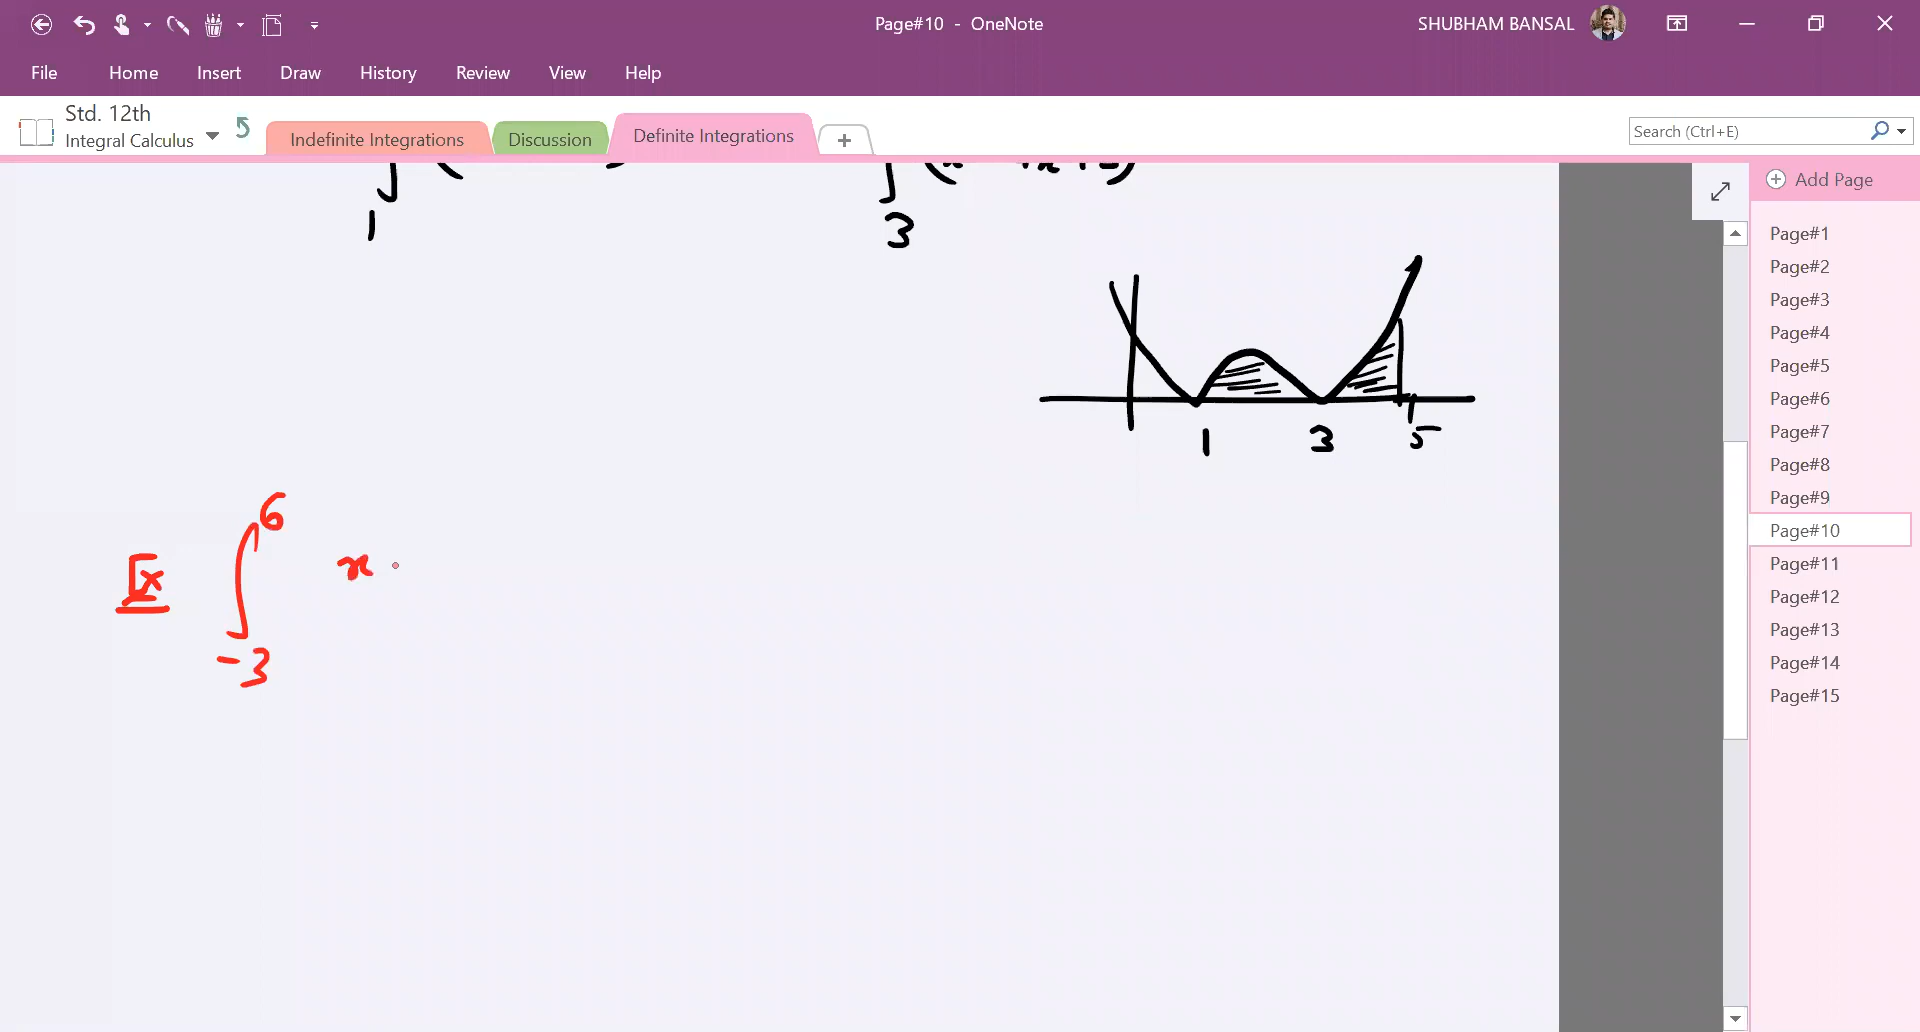 Page#10 - OneNote
SHUBHAM BANSAL
File Home Insert Draw History Review View Help
Std. 12th
Integral Calculus
Indefinite Integrations
Discussion
Definite Integrations
+
Search (Ctrl+E)
Add Page
Page#1
Page#2
Page#3
Page#4
Page#5
Page#6
Page#7
Page#8
Page#9
Page#10
Page#11
Page#12
Page#13
Page#14
Page#15
1
3
1 3 5
Ex ∫ x
6
-3